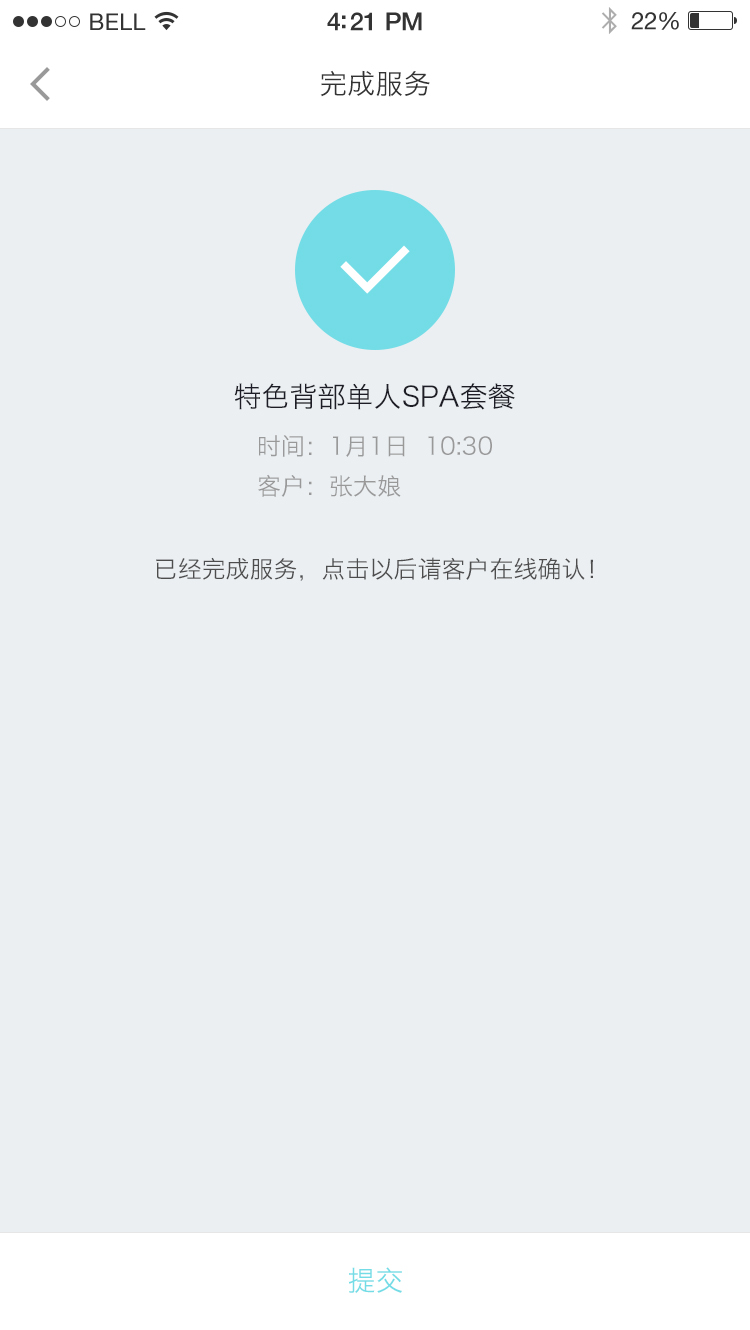 BELL 4:21 PM 22%
完成服务
特色背部单人SPA套餐
时间：1月1日 10:30
客户：张大娘
已经完成服务，点击以后请客户在线确认！
提交